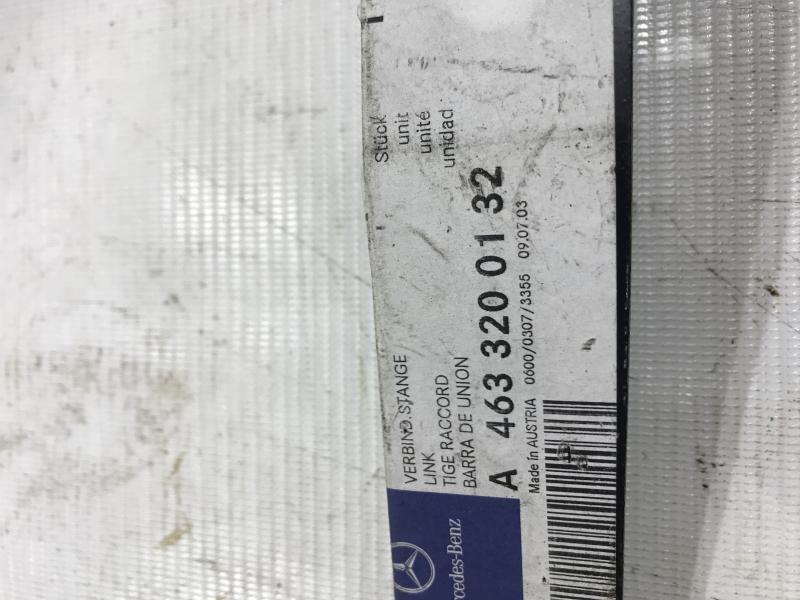 VERBIND.STANGE
LINK
TIGE RACCORD
BARRA DE UNION
Stück
unit
unité
unidad
A 463 320 01 32
Made in AUSTRIA 0600/0307/3355 09.07.03
rcedes-Benz